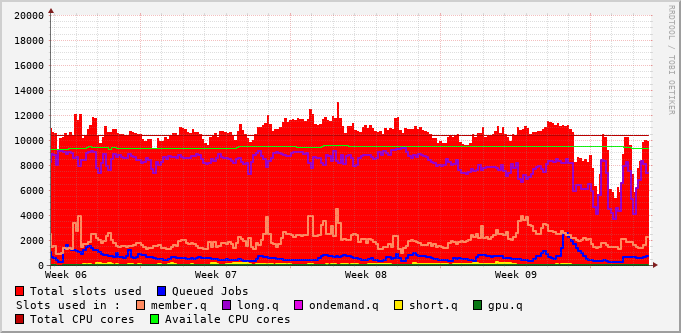 20000
18000
16000
14000
12000
10000
8000
6000
4000
2000
0
Week 06 Week 07 Week 08 Week 09
RRDTOOL / TOBI OETIKER
Total slots used Queued Jobs
Slots used in : member.q long.q ondemand.q short.q gpu.q
Total CPU cores Availale CPU cores